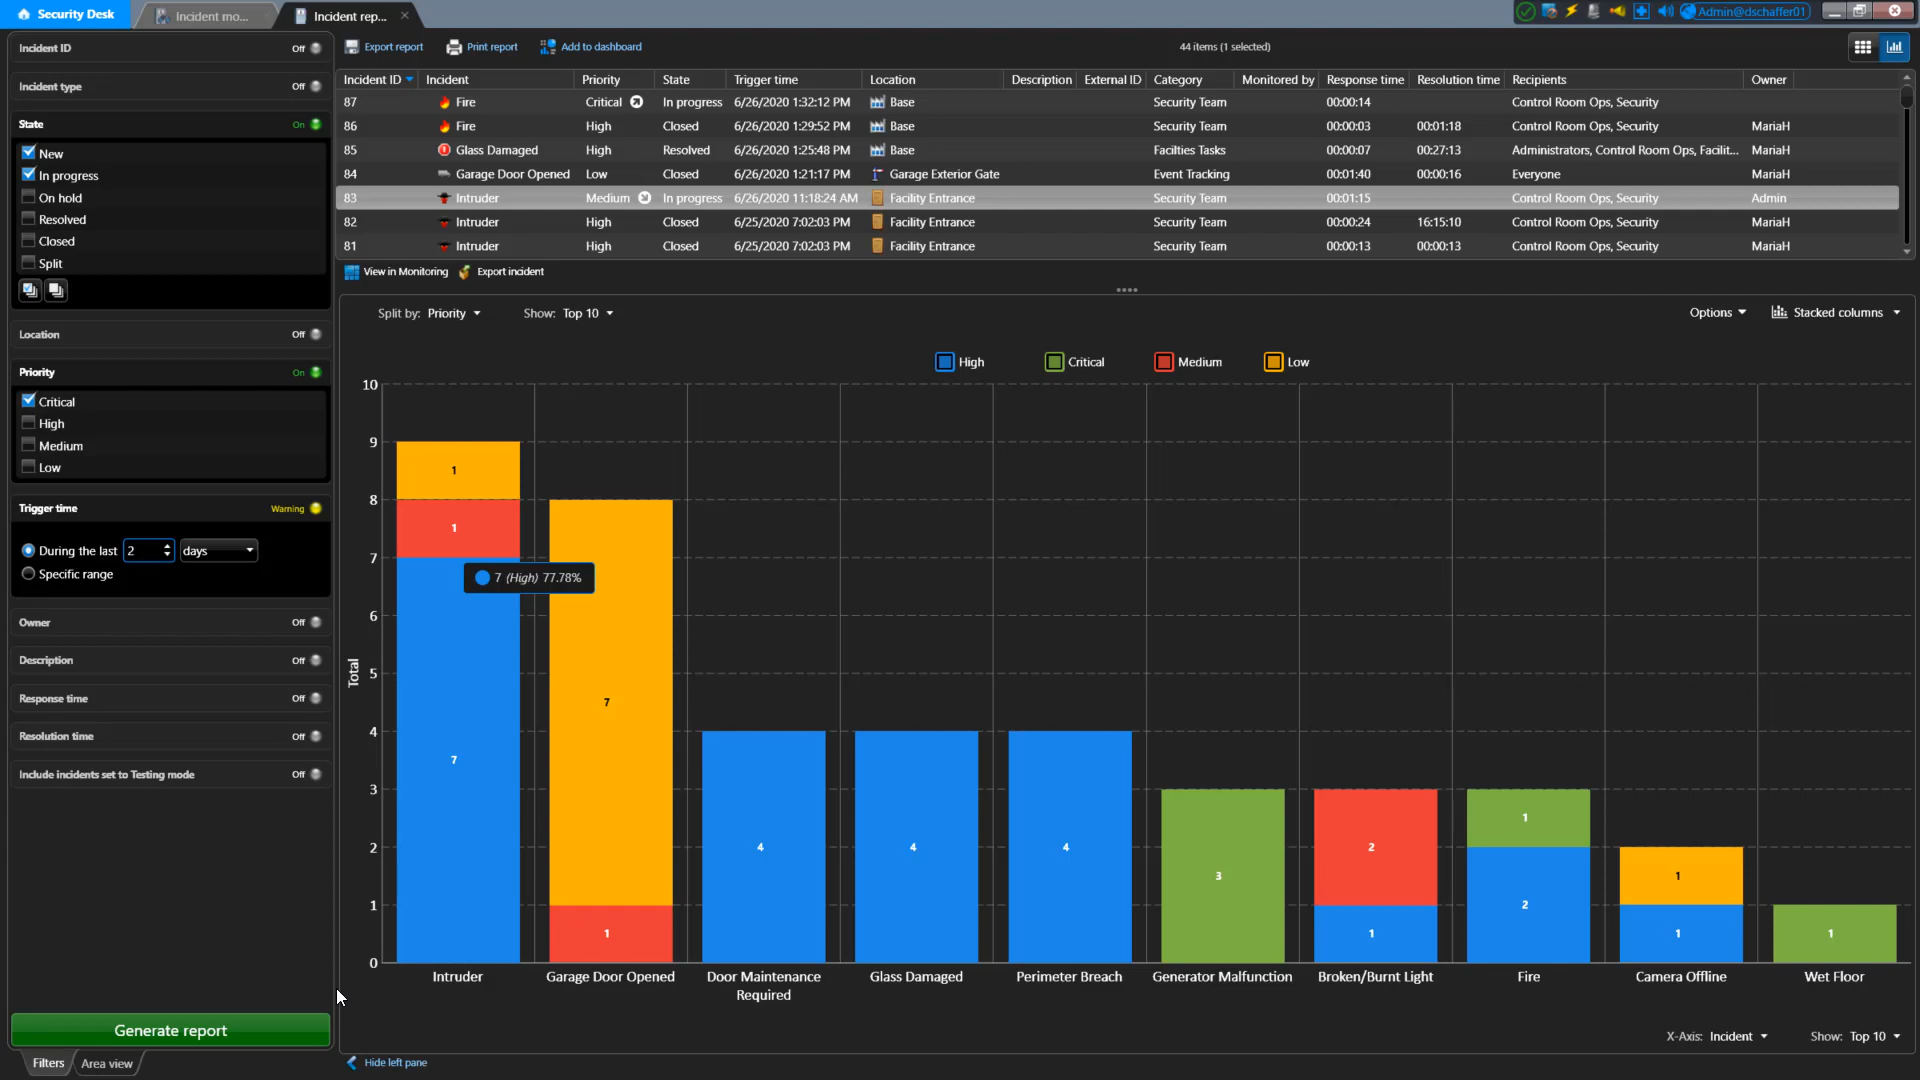 Security Desk
Incident mo...
Incident rep...
Admin@dschaffer01
Incident ID Off
Incident type Off
State On
New
In progress
On hold
Resolved
Closed
Split
Location Off
Priority On
Critical
High
Medium
Low
Trigger time Warning
During the last 2 days
Specific range
Owner Off
Description Off
Response time Off
Resolution time Off
Include incidents set to Testing mode Off
Generate report
Filters Area view
Export report Print report Add to dashboard 44 items (1 selected)
Incident ID Incident Priority State Trigger time Location Description External ID Category Monitored by Response time Resolution time Recipients Owner
87 Fire Critical In progress 6/26/2020 1:32:12 PM Base Security Team 00:00:14 Control Room Ops, Security
86 Fire High Closed 6/26/2020 1:29:52 PM Base Security Team 00:00:03 00:01:18 Control Room Ops, Security MariaH
85 Glass Damaged High Resolved 6/26/2020 1:25:48 PM Base Facilties Tasks 00:00:07 00:27:13 Administrators, Control Room Ops, Facilit... MariaH
84 Garage Door Opened Low Closed 6/26/2020 1:21:17 PM Garage Exterior Gate Event Tracking 00:01:40 00:00:16 Everyone MariaH
83 Intruder Medium In progress 6/26/2020 11:18:24 AM Facility Entrance Security Team 00:01:15 Control Room Ops, Security Admin
82 Intruder High Closed 6/25/2020 7:02:03 PM Facility Entrance Security Team 00:00:24 16:15:10 Control Room Ops, Security MariaH
81 Intruder High Closed 6/25/2020 7:02:03 PM Facility Entrance Security Team 00:00:13 00:00:13 Control Room Ops, Security MariaH
View in Monitoring Export incident
Split by: Priority Show: Top 10 Options Stacked columns
High Critical Medium Low
10
9
8
7
6
5
4
3
2
1
0
Total
1
1
7
7 (High) 77.78%
7
1
4
4
4
3
2
1
1
2
1
1
1
Intruder Garage Door Opened Door Maintenance Required Glass Damaged Perimeter Breach Generator Malfunction Broken/Burnt Light Fire Camera Offline Wet Floor
X-Axis: Incident Show: Top 10
Hide left pane